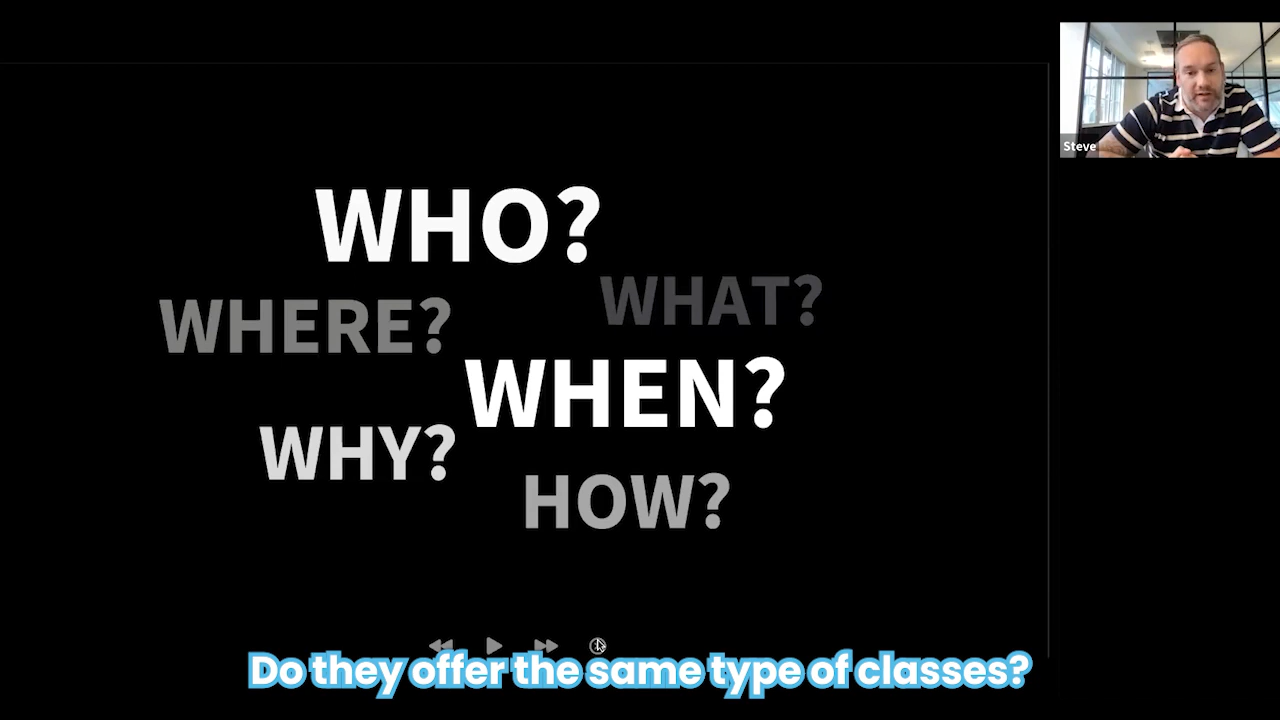 Steve
WHO?
WHAT?
WHERE?
WHEN?
WHY?
HOW?
Do they offer the same type of classes?